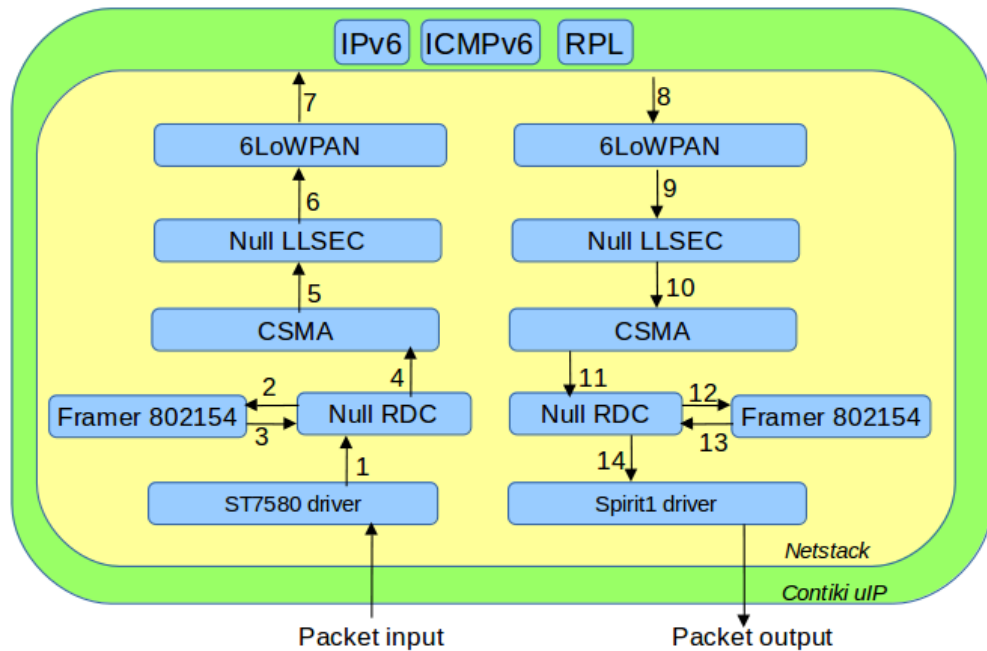 IPv6 ICMPv6 RPL
7 8
6LoWPAN 6LoWPAN
6 9
Null LLSEC Null LLSEC
5 10
CSMA CSMA
4 11
2 12
Framer 802154 Null RDC Null RDC Framer 802154
3 13
1 14
ST7580 driver Spirit1 driver
Netstack
Contiki uIP
Packet input Packet output